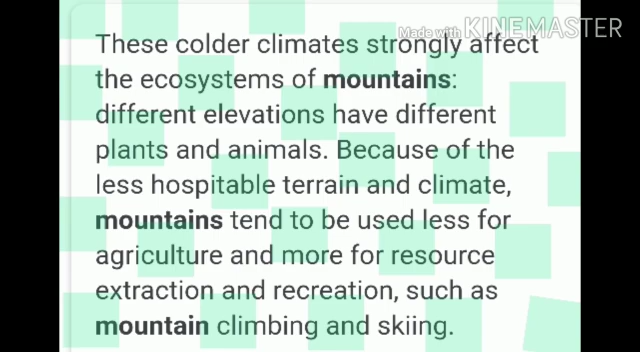 Made with KINEMASTER
These colder climates strongly affect
the ecosystems of mountains:
different elevations have different
plants and animals. Because of the
less hospitable terrain and climate,
mountains tend to be used less for
agriculture and more for resource
extraction and recreation, such as
mountain climbing and skiing.